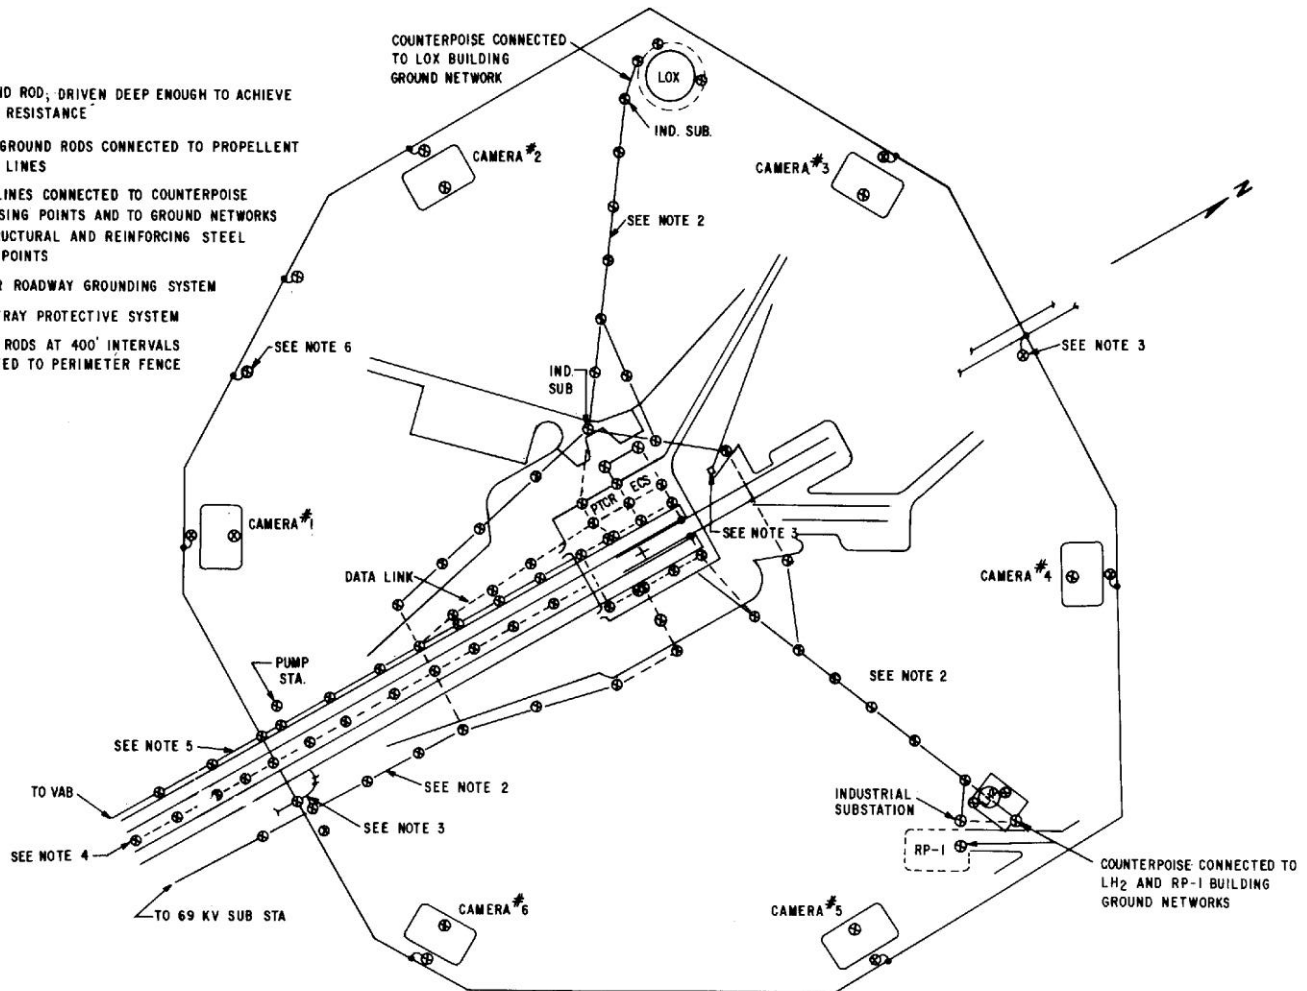 ND ROD; DRIVEN DEEP ENOUGH TO ACHIEVE
RESISTANCE
GROUND RODS CONNECTED TO PROPELLENT
LINES
LINES CONNECTED TO COUNTERPOISE
SING POINTS AND TO GROUND NETWORKS
UCTURAL AND REINFORCING STEEL
POINTS
R ROADWAY GROUNDING SYSTEM
TRAY PROTECTIVE SYSTEM
RODS AT 400' INTERVALS
ED TO PERIMETER FENCE
COUNTERPOISE CONNECTED
TO LOX BUILDING
GROUND NETWORK
LOX
IND. SUB.
CAMERA #2
CAMERA #3
N
SEE NOTE 2
SEE NOTE 3
SEE NOTE 6
IND.
SUB
ECS
PTCR
SEE NOTE 3
CAMERA #1
DATA LINK
CAMERA #4
PUMP
STA.
SEE NOTE 2
SEE NOTE 5
SEE NOTE 2
TO VAB
INDUSTRIAL
SUBSTATION
SEE NOTE 3
SEE NOTE 4
RP-1
COUNTERPOISE CONNECTED TO
LH2 AND RP-1 BUILDING
GROUND NETWORKS
TO 69 KV SUB STA
CAMERA #6
CAMERA #5